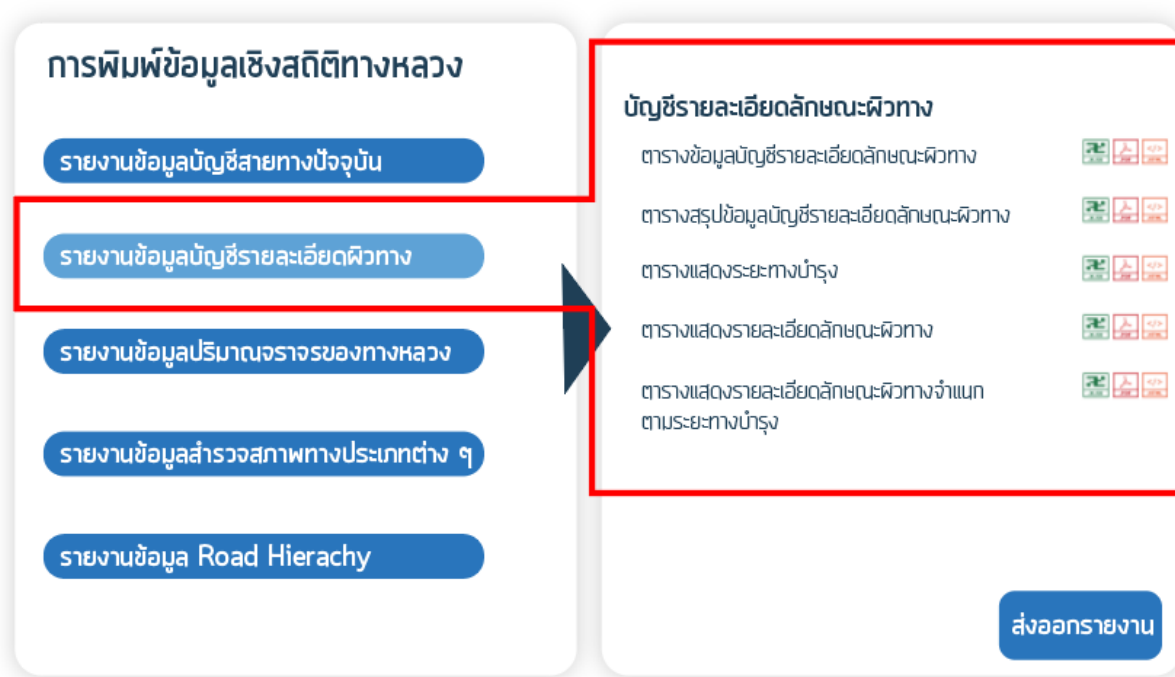 การพิมพ์ข้อมูลเชิงสถิติทางหลวง
รายงานข้อมูลบัญชีสายทางปัจจุบัน
รายงานข้อมูลบัญชีรายละเอียดผิวทาง
รายงานข้อมูลปริมาณจราจรของทางหลวง
รายงานข้อมูลสำรวจสภาพทางประเภทต่าง ๆ
รายงานข้อมูล Road Hierachy
บัญชีรายละเอียดลักษณะผิวทาง
ตารางข้อมูลบัญชีรายละเอียดลักษณะผิวทาง
ตารางสรุปข้อมูลบัญชีรายละเอียดลักษณะผิวทาง
ตารางแสดงระยะทางบำรุง
ตารางแสดงรายละเอียดลักษณะผิวทาง
ตารางแสดงรายละเอียดลักษณะผิวทางจำแนก
ตามระยะทางบำรุง
ส่งออกรายงาน